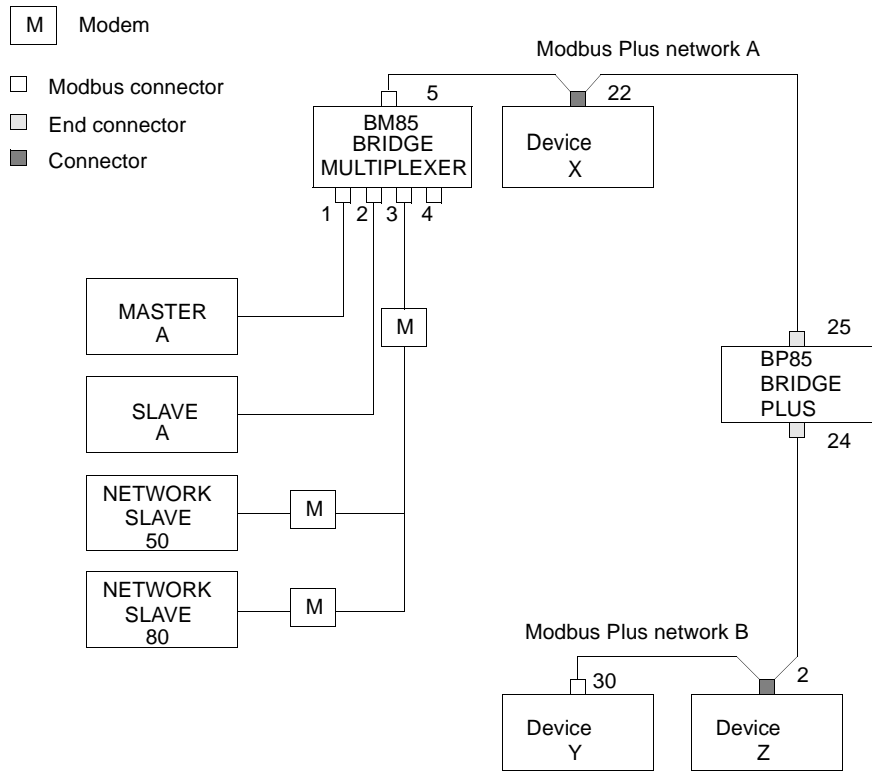 M Modem
Modbus connector
End connector
Connector
Modbus Plus network A
5
22
BM85
BRIDGE
MULTIPLEXER
Device
X
1 2 3 4
MASTER
A
M
25
BP85
BRIDGE
PLUS
24
SLAVE
A
NETWORK
SLAVE
50
M
NETWORK
SLAVE
80
M
Modbus Plus network B
30
2
Device
Y
Device
Z